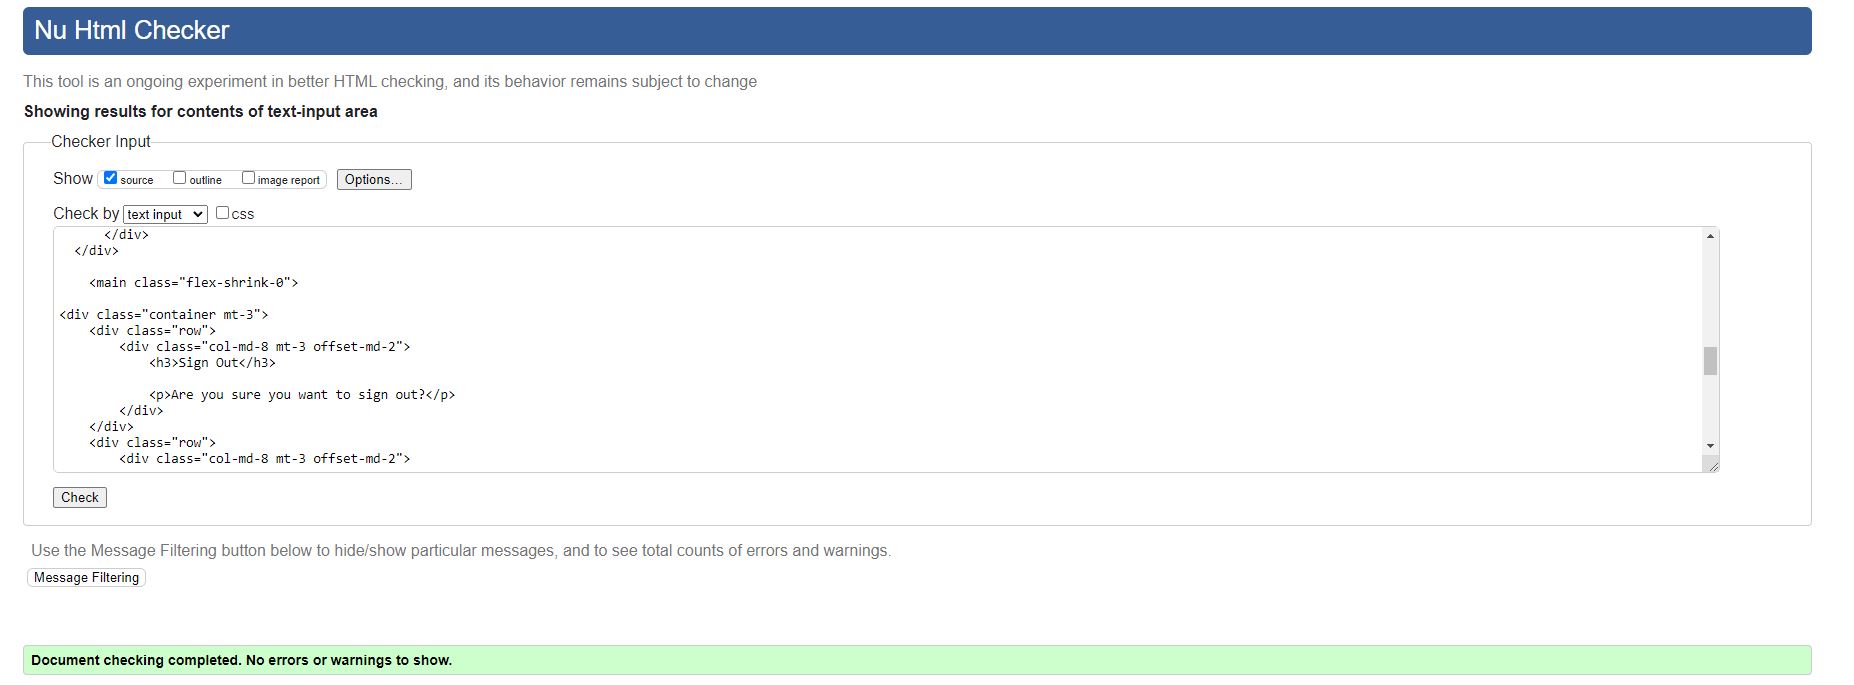 Nu Html Checker
This tool is an ongoing experiment in better HTML checking, and its behavior remains subject to change
Showing results for contents of text-input area
Checker Input
Show source outline image report Options...
Check by text input css
</div>
</div>
<main class="flex-shrink-0">
<div class="container mt-3">
<div class="row">
<div class="col-md-8 mt-3 offset-md-2">
<h3>Sign Out</h3>
<p>Are you sure you want to sign out?</p>
</div>
</div>
<div class="row">
<div class="col-md-8 mt-3 offset-md-2">
Check
Use the Message Filtering button below to hide/show particular messages, and to see total counts of errors and warnings.
Message Filtering
Document checking completed. No errors or warnings to show.